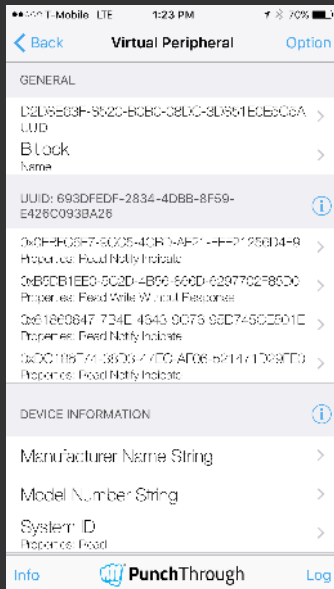 T-Mobile LTE 1:23 PM 70%
Back Virtual Peripheral Option
GENERAL
UUID
Bitlock
Name
UUID: 693DFEDF-2834-4DBB-8F59-
E426C093BA26
Properties: Read Notify Indicate
Properties: Read Write Without Response
Properties: Read Notify Indicate
Properties: Read Notify Indicate
DEVICE INFORMATION
Manufacturer Name String
Model Number String
System ID
Properties: Read
Info PunchThrough Log